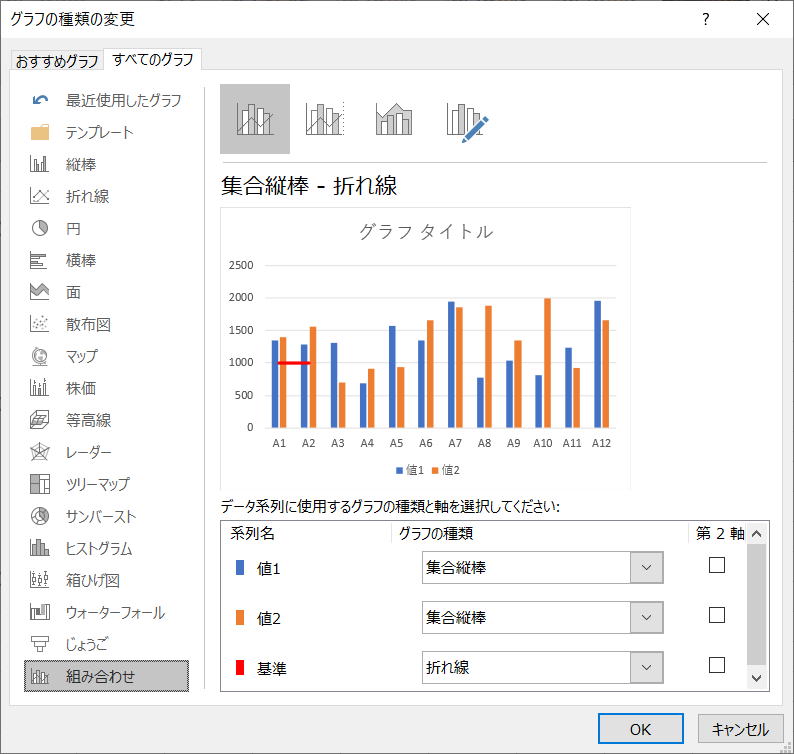 グラフの種類の変更
?
おすすめグラフ
すべてのグラフ
最近使用したグラフ
テンプレート
縦棒
折れ線
円
横棒
面
散布図
マップ
株価
等高線
レーダー
ツリーマップ
サンバースト
ヒストグラム
箱ひげ図
ウォーターフォール
じょうご
組み合わせ
集合縦棒 - 折れ線
グラフ タイトル
2500
2000
1500
1000
500
0
A1 A2 A3 A4 A5 A6 A7 A8 A9 A10 A11 A12
値1 値2
データ系列に使用するグラフの種類と軸を選択してください:
系列名 グラフの種類 第 2 軸
値1 集合縦棒
値2 集合縦棒
基準 折れ線
OK キャンセル